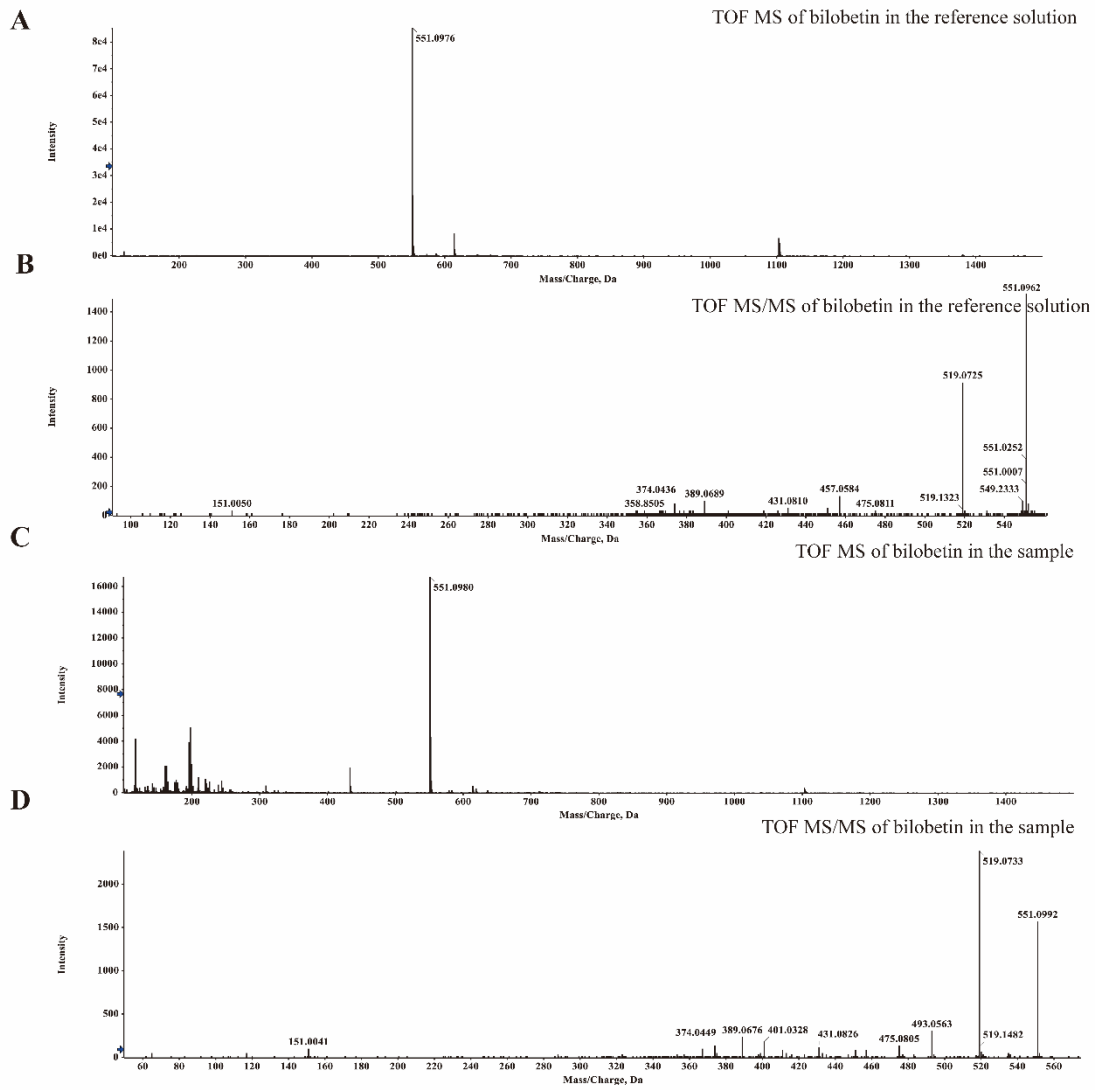 A
TOF MS of bilobetin in the reference solution
551.0976
8e4
7e4
6e4
5e4
4e4
3e4
2e4
1e4
0e0
Intensity
200 300 400 500 600 700 800 900 1000 1100 1200 1300 1400
Mass/Charge, Da
B
TOF MS/MS of bilobetin in the reference solution
551.0962
519.0725
551.0252
551.0007
549.2333
519.1323
475.0811
457.0584
431.0810
389.0689
374.0436
358.8505
151.0050
1400
1200
1000
800
600
400
200
0
Intensity
100 120 140 160 180 200 220 240 260 280 300 320 340 360 380 400 420 440 460 480 500 520 540
Mass/Charge, Da
C
TOF MS of bilobetin in the sample
551.0980
16000
14000
12000
10000
8000
6000
4000
2000
0
Intensity
200 300 400 500 600 700 800 900 1000 1100 1200 1300 1400
Mass/Charge, Da
D
TOF MS/MS of bilobetin in the sample
519.0733
551.0992
493.0563
519.1482
475.0805
431.0826
401.0328
389.0676
374.0449
151.0041
2000
1500
1000
500
0
Intensity
60 80 100 120 140 160 180 200 220 240 260 280 300 320 340 360 380 400 420 440 460 480 500 520 540 560
Mass/Charge, Da